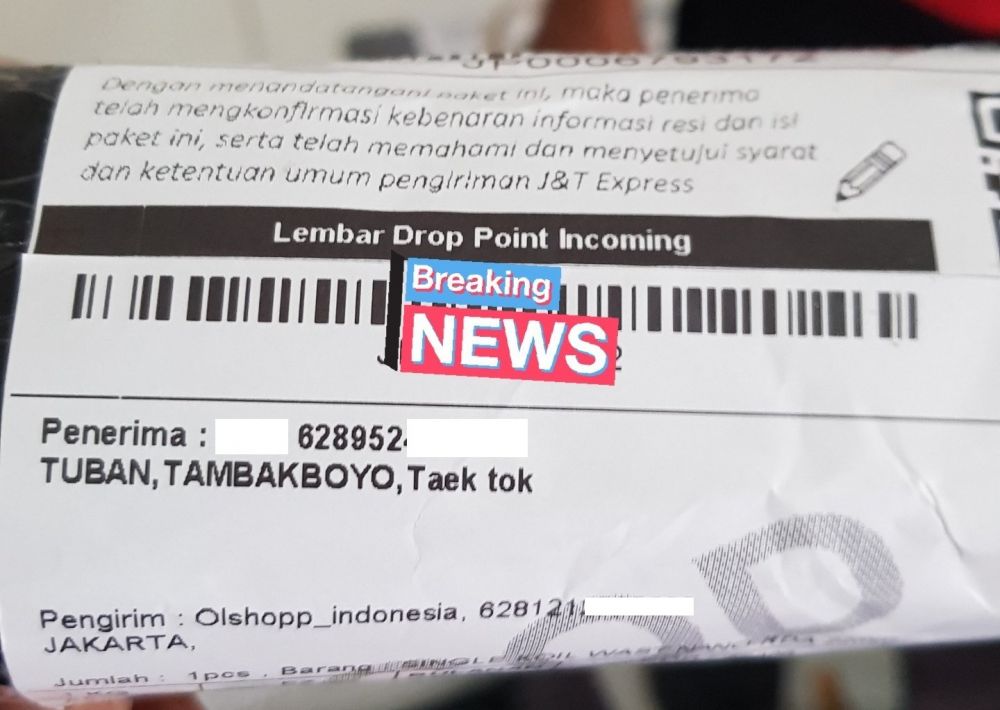 Dengan menandatangani paket ini, maka penerima
telah mengkonfirmasi kebenaran informasi resi dan isi
paket ini, serta telah memahami dan menyetujui syarat
dan ketentuan umum pengiriman J&T Express
Lembar Drop Point Incoming
Breaking
NEWS
Penerima : 628952
TUBAN,TAMBAKBOYO,Taek tok
Pengirim : Olshopp_indonesia, 628121
JAKARTA,
Jumlah : 1pcs , Barang